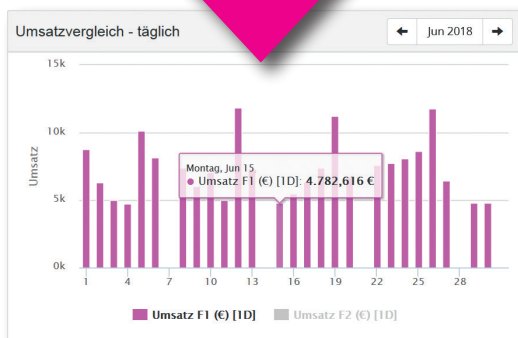 Umsatzvergleich - täglich
Jun 2018
15k
10k
5k
0k
Umsatz
Montag, Jun 15
Umsatz F1 (€) [1D]: 4.782,616 €
1 4 7 10 13 16 19 22 25 28
Umsatz F1 (€) [1D] Umsatz F2 (€) [1D]